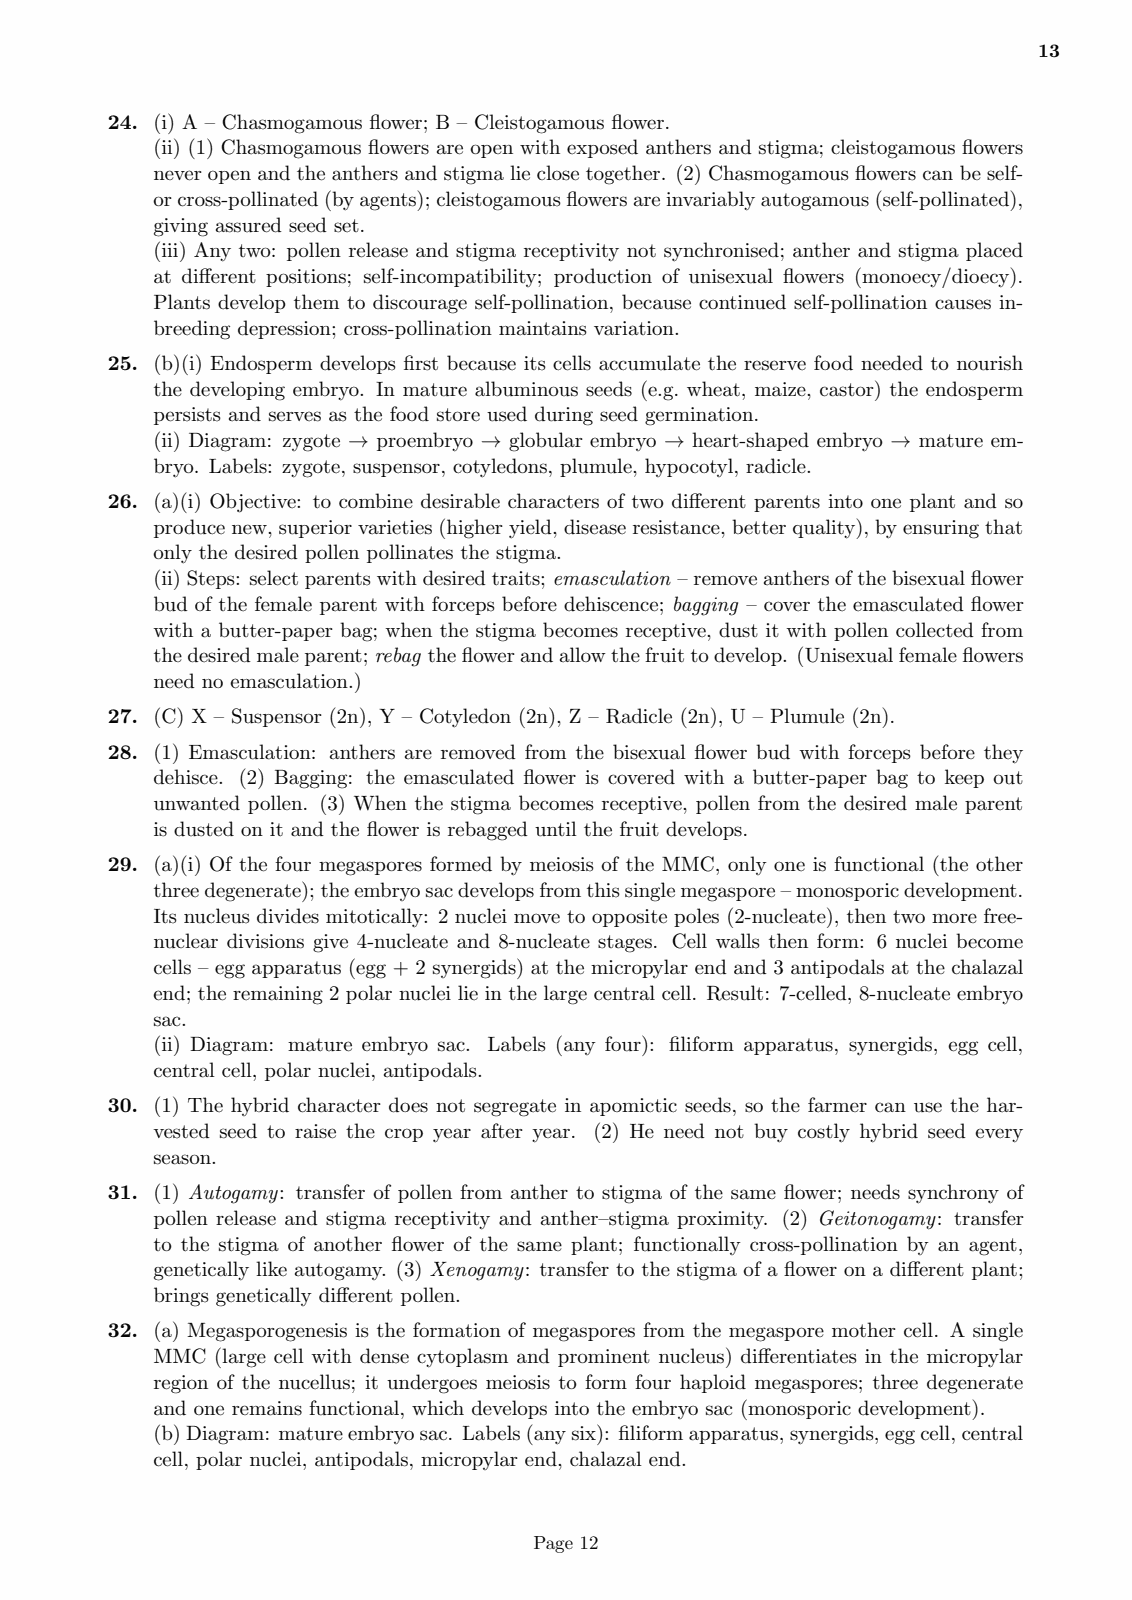 13
24. (i) A – Chasmogamous flower; B – Cleistogamous flower.
(ii) (1) Chasmogamous flowers are open with exposed anthers and stigma; cleistogamous flowers
never open and the anthers and stigma lie close together. (2) Chasmogamous flowers can be self-
or cross-pollinated (by agents); cleistogamous flowers are invariably autogamous (self-pollinated),
giving assured seed set.
(iii) Any two: pollen release and stigma receptivity not synchronised; anther and stigma placed
at different positions; self-incompatibility; production of unisexual flowers (monoecy/dioecy).
Plants develop them to discourage self-pollination, because continued self-pollination causes in-
breeding depression; cross-pollination maintains variation.
25. (b)(i) Endosperm develops first because its cells accumulate the reserve food needed to nourish
the developing embryo. In mature albuminous seeds (e.g. wheat, maize, castor) the endosperm
persists and serves as the food store used during seed germination.
(ii) Diagram: zygote → proembryo → globular embryo → heart-shaped embryo → mature em-
bryo. Labels: zygote, suspensor, cotyledons, plumule, hypocotyl, radicle.
26. (a)(i) Objective: to combine desirable characters of two different parents into one plant and so
produce new, superior varieties (higher yield, disease resistance, better quality), by ensuring that
only the desired pollen pollinates the stigma.
(ii) Steps: select parents with desired traits; emasculation – remove anthers of the bisexual flower
bud of the female parent with forceps before dehiscence; bagging – cover the emasculated flower
with a butter-paper bag; when the stigma becomes receptive, dust it with pollen collected from
the desired male parent; rebag the flower and allow the fruit to develop. (Unisexual female flowers
need no emasculation.)
27. (C) X – Suspensor (2n), Y – Cotyledon (2n), Z – Radicle (2n), U – Plumule (2n).
28. (1) Emasculation: anthers are removed from the bisexual flower bud with forceps before they
dehisce. (2) Bagging: the emasculated flower is covered with a butter-paper bag to keep out
unwanted pollen. (3) When the stigma becomes receptive, pollen from the desired male parent
is dusted on it and the flower is rebagged until the fruit develops.
29. (a)(i) Of the four megaspores formed by meiosis of the MMC, only one is functional (the other
three degenerate); the embryo sac develops from this single megaspore – monosporic development.
Its nucleus divides mitotically: 2 nuclei move to opposite poles (2-nucleate), then two more free-
nuclear divisions give 4-nucleate and 8-nucleate stages. Cell walls then form: 6 nuclei become
cells – egg apparatus (egg + 2 synergids) at the micropylar end and 3 antipodals at the chalazal
end; the remaining 2 polar nuclei lie in the large central cell. Result: 7-celled, 8-nucleate embryo
sac.
(ii) Diagram: mature embryo sac. Labels (any four): filiform apparatus, synergids, egg cell,
central cell, polar nuclei, antipodals.
30. (1) The hybrid character does not segregate in apomictic seeds, so the farmer can use the har-
vested seed to raise the crop year after year. (2) He need not buy costly hybrid seed every
season.
31. (1) Autogamy: transfer of pollen from anther to stigma of the same flower; needs synchrony of
pollen release and stigma receptivity and anther–stigma proximity. (2) Geitonogamy: transfer
to the stigma of another flower of the same plant; functionally cross-pollination by an agent,
genetically like autogamy. (3) Xenogamy: transfer to the stigma of a flower on a different plant;
brings genetically different pollen.
32. (a) Megasporogenesis is the formation of megaspores from the megaspore mother cell. A single
MMC (large cell with dense cytoplasm and prominent nucleus) differentiates in the micropylar
region of the nucellus; it undergoes meiosis to form four haploid megaspores; three degenerate
and one remains functional, which develops into the embryo sac (monosporic development).
(b) Diagram: mature embryo sac. Labels (any six): filiform apparatus, synergids, egg cell, central
cell, polar nuclei, antipodals, micropylar end, chalazal end.
Page 12